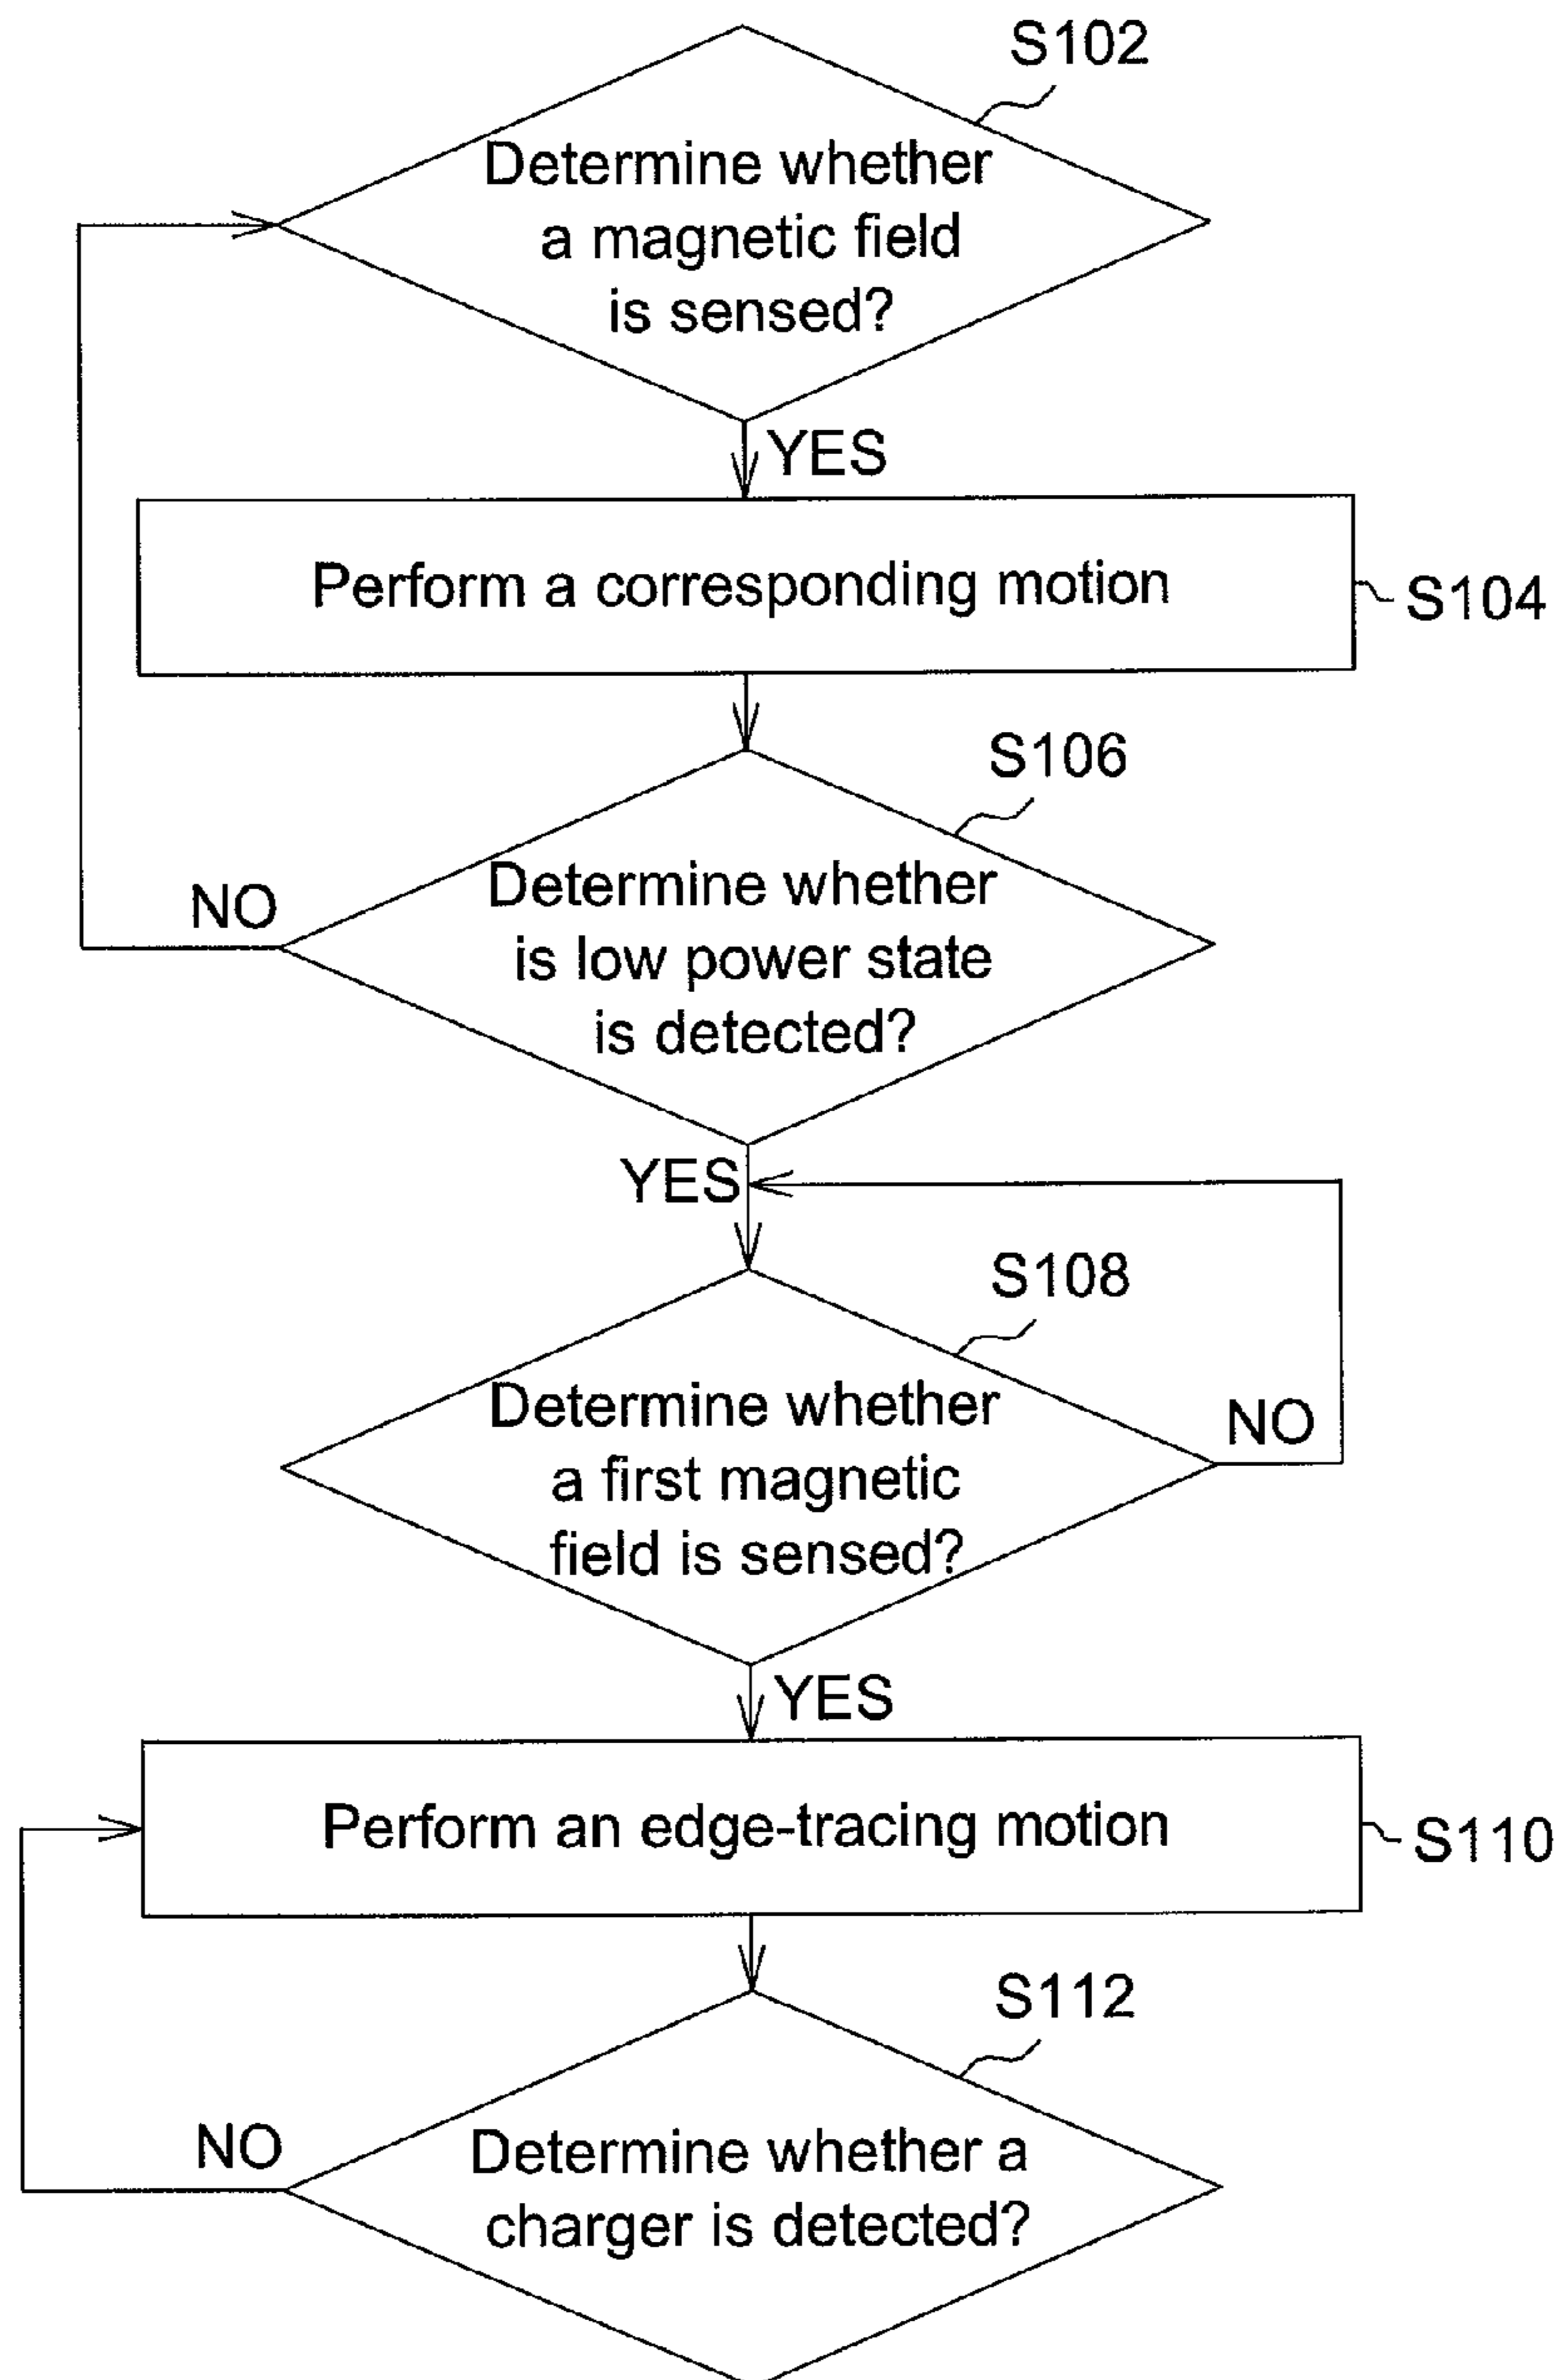 S102
Determine whether
a magnetic field
is sensed?
YES
Perform a corresponding motion
S104
S106
Determine whether
is low power state
is detected?
NO
YES
S108
Determine whether
a first magnetic
field is sensed?
NO
YES
Perform an edge-tracing motion
S110
S112
Determine whether a
charger is detected?
NO